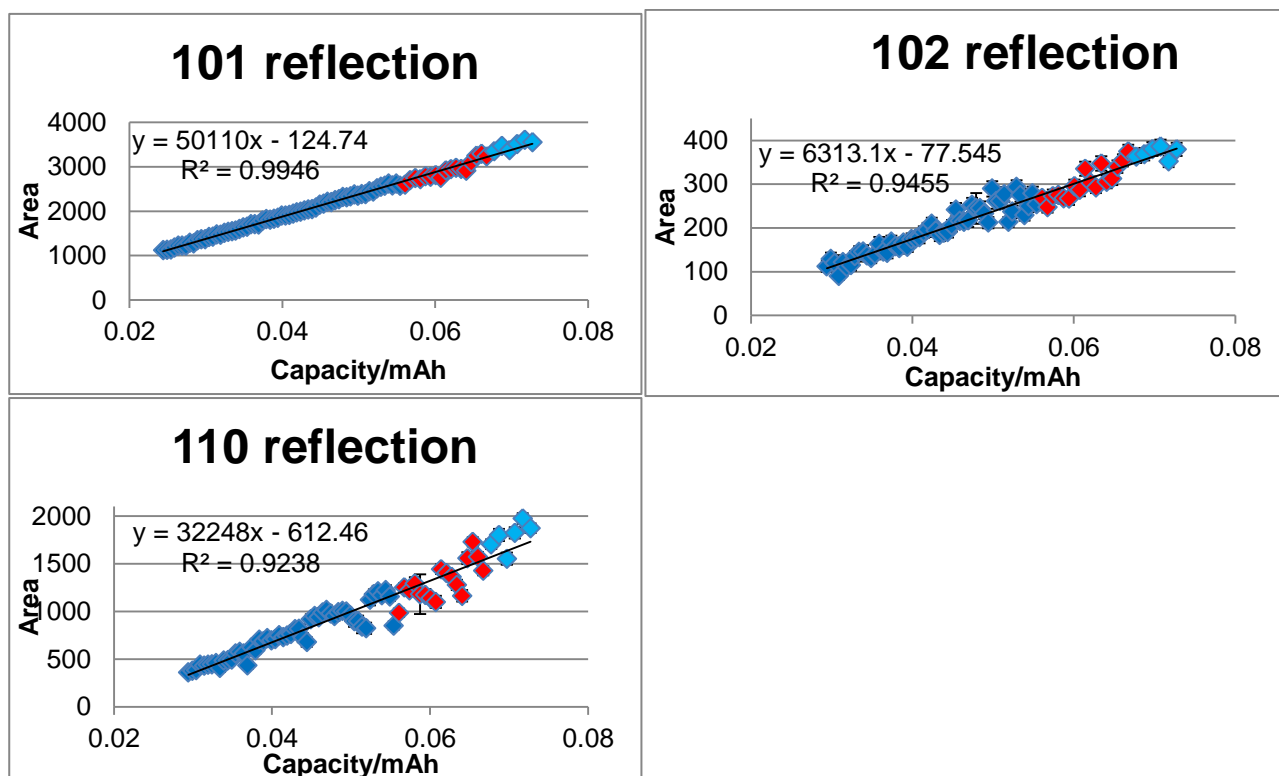 101 reflection
y = 50110x - 124.74
R² = 0.9946
4000
3000
2000
1000
0
Area
0.02 0.04 0.06 0.08
Capacity/mAh
102 reflection
y = 6313.1x - 77.545
R² = 0.9455
400
300
200
100
0
Area
0.02 0.04 0.06 0.08
Capacity/mAh
110 reflection
y = 32248x - 612.46
R² = 0.9238
2000
1500
1000
500
0
Area
0.02 0.04 0.06 0.08
Capacity/mAh